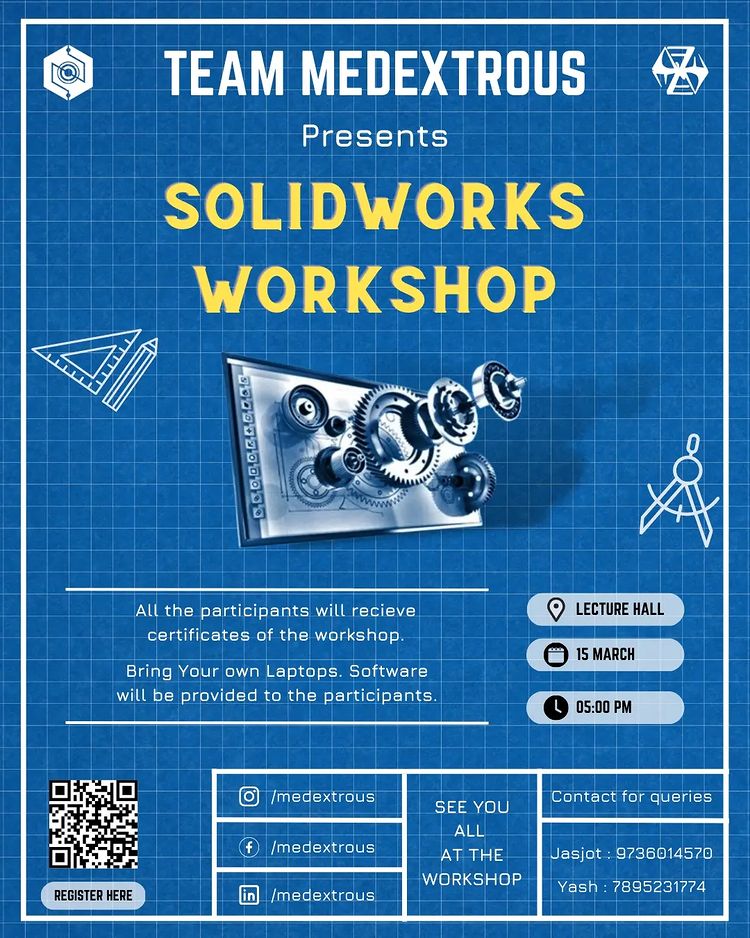 TEAM MEDEXTROUS
Presents
SOLIDWORKS
WORKSHOP
All the participants will recieve
certificates of the workshop.
Bring Your own Laptops. Software
will be provided to the participants.
LECTURE HALL
15 MARCH
05:00 PM
REGISTER HERE
/medextrous
/medextrous
/medextrous
SEE YOU
ALL
AT THE
WORKSHOP
Contact for queries
Jasjot : 9736014570
Yash : 7895231774